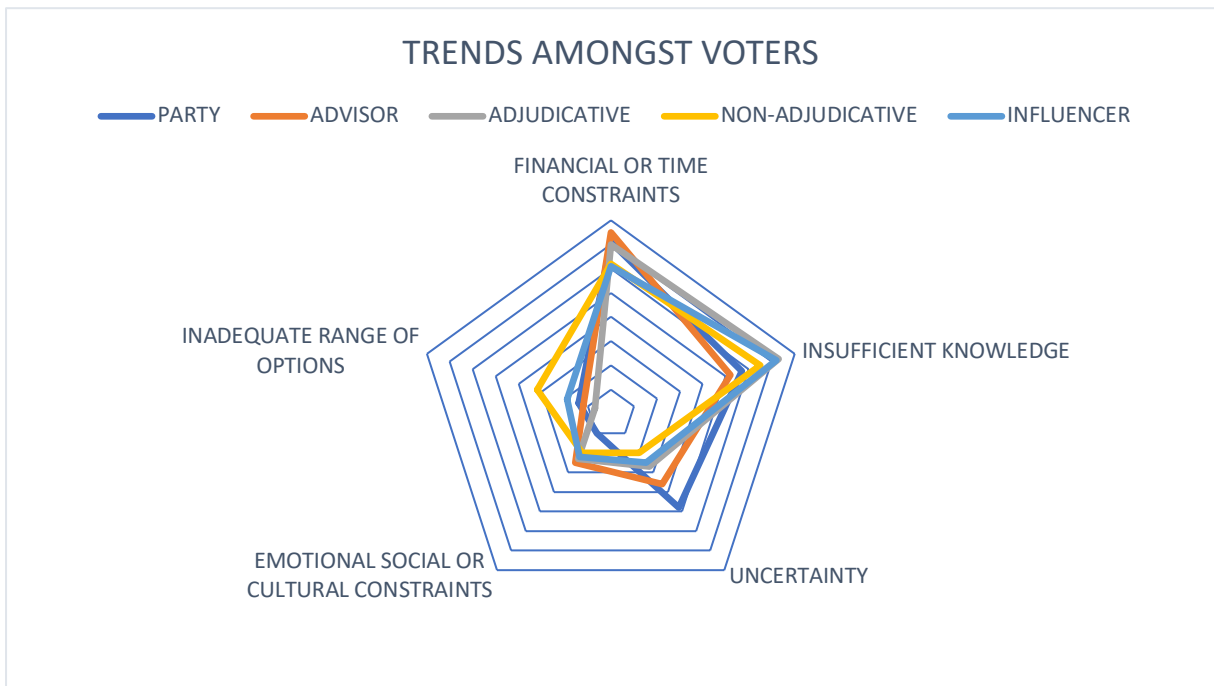 TRENDS AMONGST VOTERS
PARTY ADVISOR ADJUDICATIVE NON-ADJUDICATIVE INFLUENCER
FINANCIAL OR TIME
CONSTRAINTS
INADEQUATE RANGE OF
OPTIONS
INSUFFICIENT KNOWLEDGE
EMOTIONAL SOCIAL OR
CULTURAL CONSTRAINTS
UNCERTAINTY